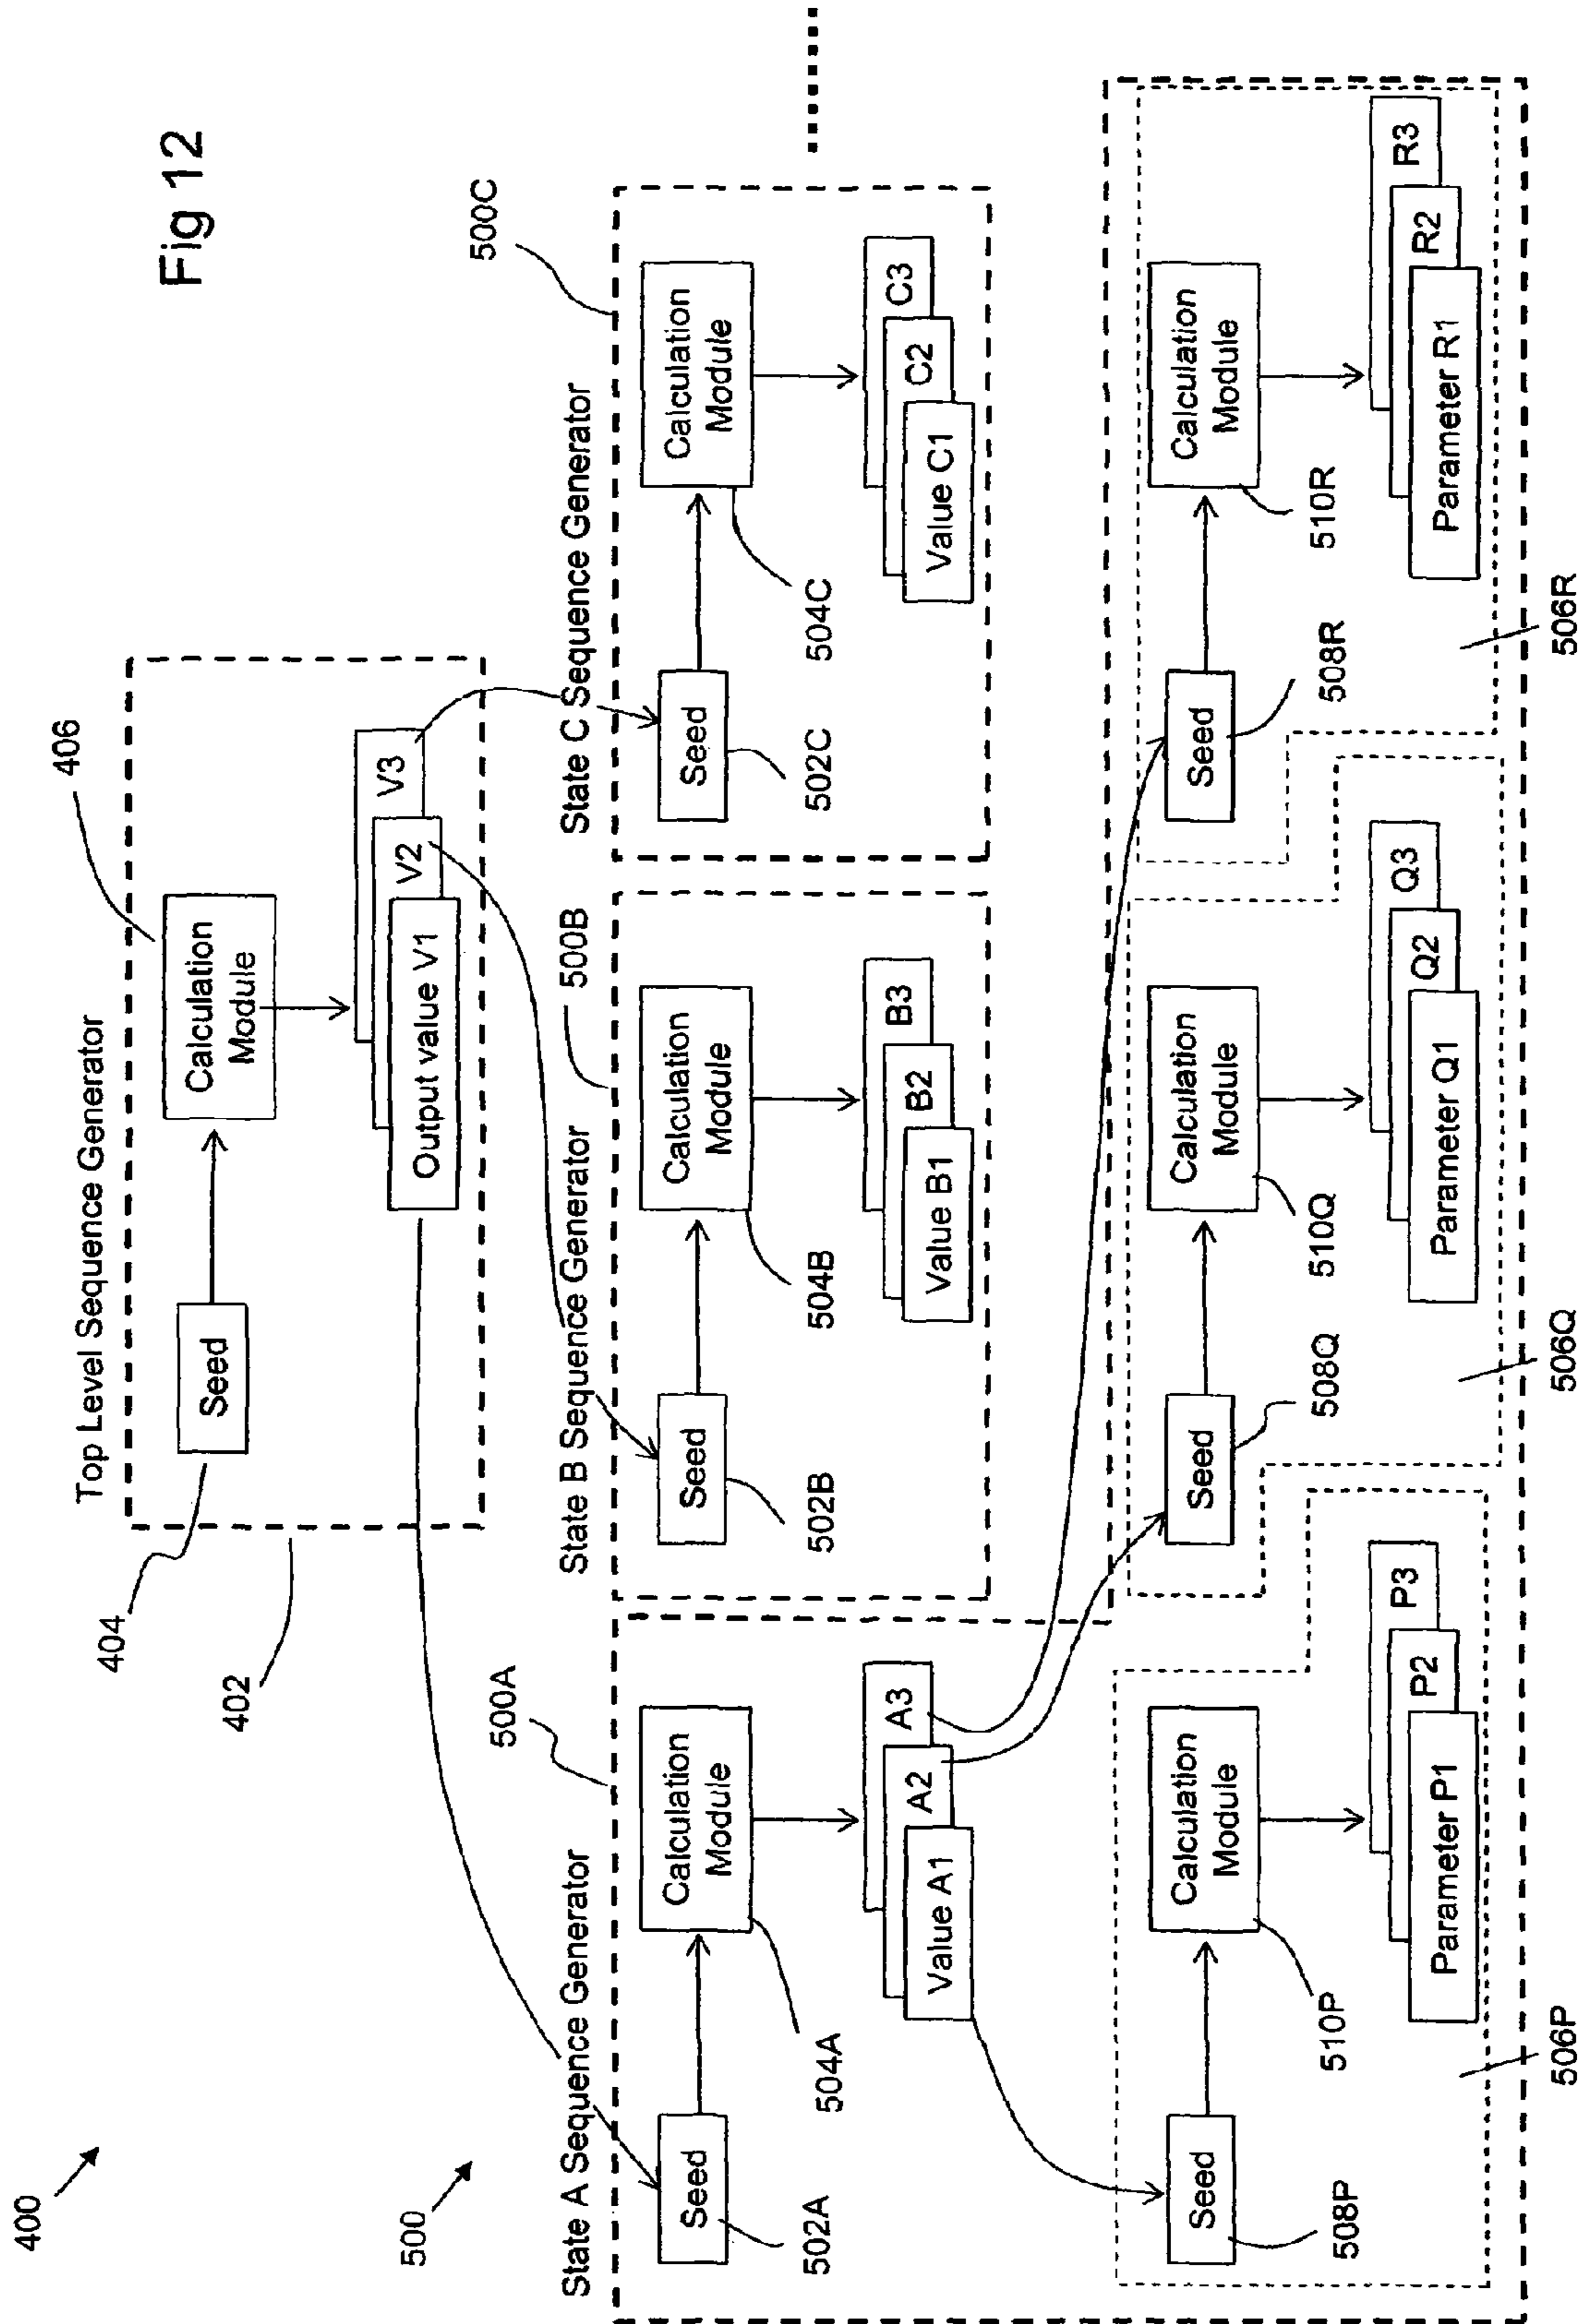 Fig 12
400
Top Level Sequence Generator
404
402
406
Seed
Calculation
Module
Output value V1
V2
V3
500
State A Sequence Generator
500A
Seed
502A
Calculation
Module
504A
Value A1
A2
A3
State B Sequence Generator
500B
Seed
502B
Calculation
Module
504B
Value B1
B2
B3
State C Sequence Generator
500C
Seed
502C
Calculation
Module
504C
Value C1
C2
C3
Seed
508P
Calculation
Module
510P
Parameter P1
P2
P3
506P
Seed
508Q
Calculation
Module
510Q
Parameter Q1
Q2
Q3
506Q
Seed
508R
Calculation
Module
510R
Parameter R1
R2
R3
506R